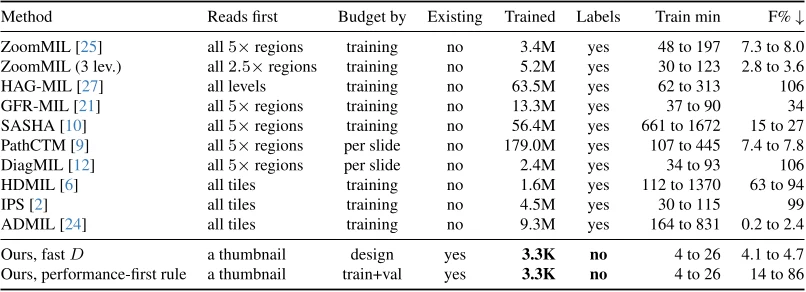 Method Reads first Budget by Existing Trained Labels Train min F% ↓
ZoomMIL [25] all 5× regions training no 3.4M yes 48 to 197 7.3 to 8.0
ZoomMIL (3 lev.) all 2.5× regions training no 5.2M yes 30 to 123 2.8 to 3.6
HAG-MIL [27] all levels training no 63.5M yes 62 to 313 106
GFR-MIL [21] all 5× regions training no 13.3M yes 37 to 90 34
SASHA [10] all 5× regions training no 56.4M yes 661 to 1672 15 to 27
PathCTM [9] all 5× regions per slide no 179.0M yes 107 to 445 7.4 to 7.8
DiagMIL [12] all 5× regions per slide no 2.4M yes 34 to 93 106
HDMIL [6] all tiles training no 1.6M yes 112 to 1370 63 to 94
IPS [2] all tiles training no 4.5M yes 30 to 115 99
ADMIL [24] all tiles training no 9.3M yes 164 to 831 0.2 to 2.4
Ours, fast D a thumbnail design yes 3.3K no 4 to 26 4.1 to 4.7
Ours, performance-first rule a thumbnail train+val yes 3.3K no 4 to 26 14 to 86